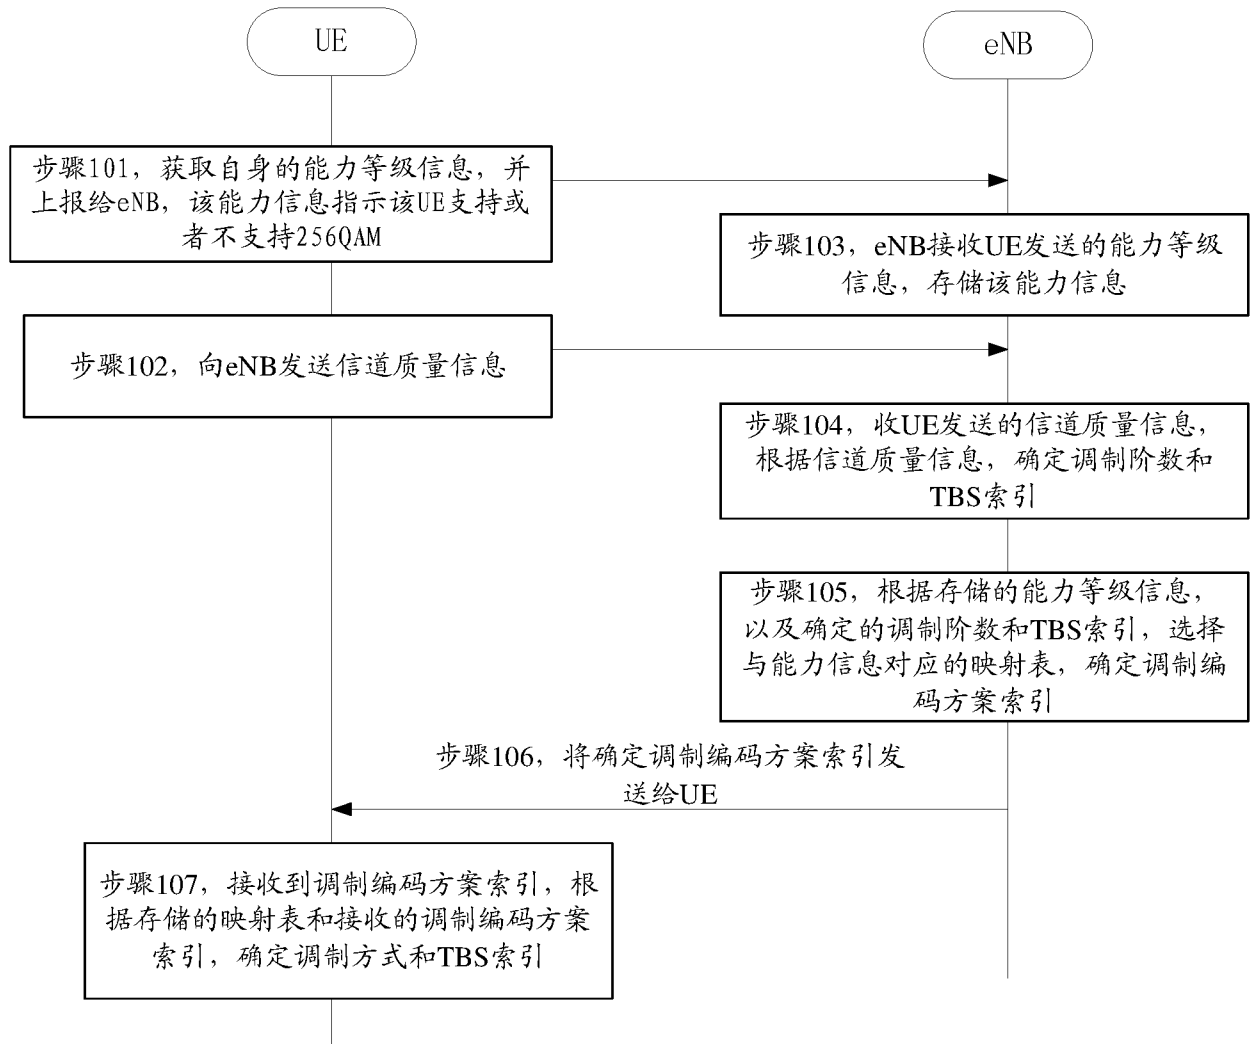 UE
eNB
步骤101，获取自身的能力等级信息，并
上报给eNB，该能力信息指示该UE支持或
者不支持256QAM
步骤103，eNB接收UE发送的能力等级
信息，存储该能力信息
步骤102，向eNB发送信道质量信息
步骤104，收UE发送的信道质量信息，
根据信道质量信息，确定调制阶数和
TBS索引
步骤105，根据存储的能力等级信息，
以及确定的调制阶数和TBS索引，选择
与能力信息对应的映射表，确定调制编
码方案索引
步骤106，将确定调制编码方案索引发
送给UE
步骤107，接收到调制编码方案索引，根
据存储的映射表和接收的调制编码方案
索引，确定调制方式和TBS索引